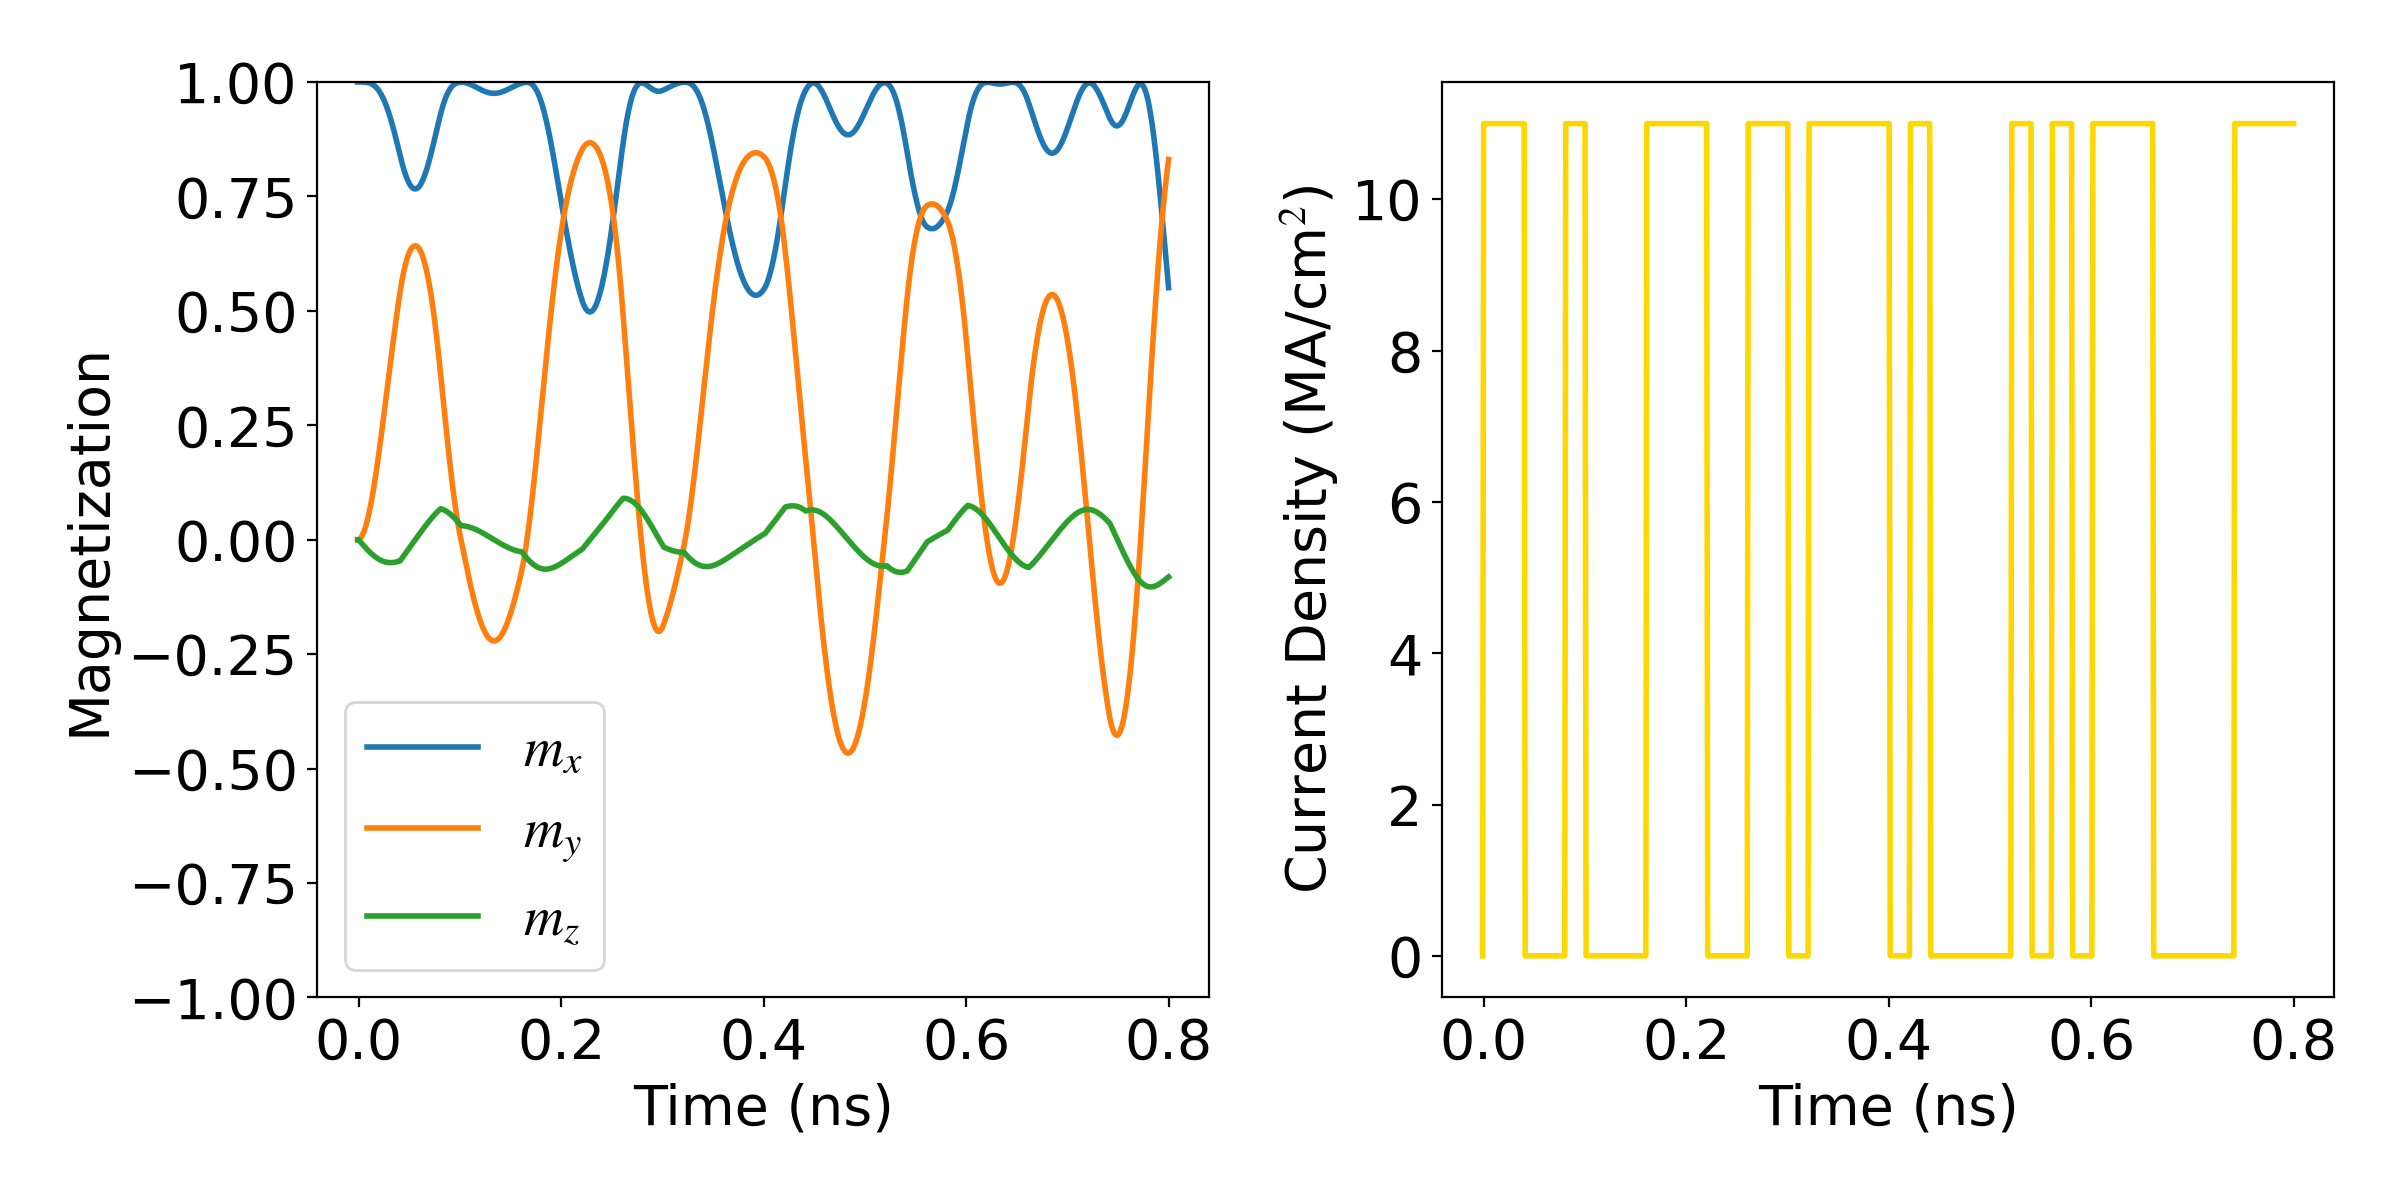 Magnetization
1.00
0.75
0.50
0.25
0.00
−0.25
−0.50
−0.75
−1.00
m_x
m_y
m_z
0.0 0.2 0.4 0.6 0.8
Time (ns)
Current Density (MA/cm²)
10
8
6
4
2
0
0.0 0.2 0.4 0.6 0.8
Time (ns)